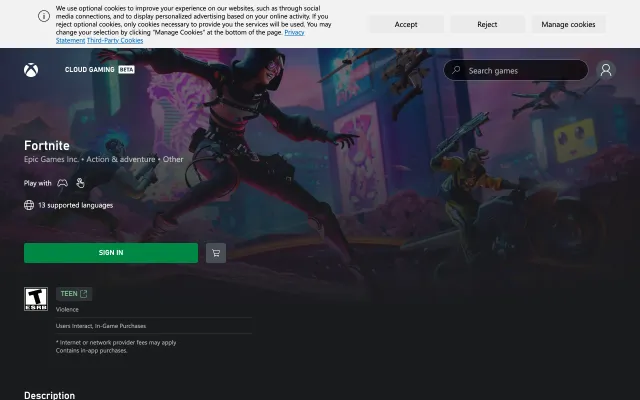 We use optional cookies to improve your experience on our websites, such as through social
media connections, and to display personalized advertising based on your online activity. If you
reject optional cookies, only cookies necessary to provide you the services will be used. You may
change your selection by clicking "Manage Cookies" at the bottom of the page. Privacy
Statement Third-Party Cookies
Accept
Reject
Manage cookies
CLOUD GAMING BETA
Search games
Fortnite
Epic Games Inc. • Action & adventure • Other
Play with
13 supported languages
SIGN IN
T
ESRB
TEEN
Violence
Users Interact, In-Game Purchases
* Internet or network provider fees may apply
Contains in-app purchases.
Description